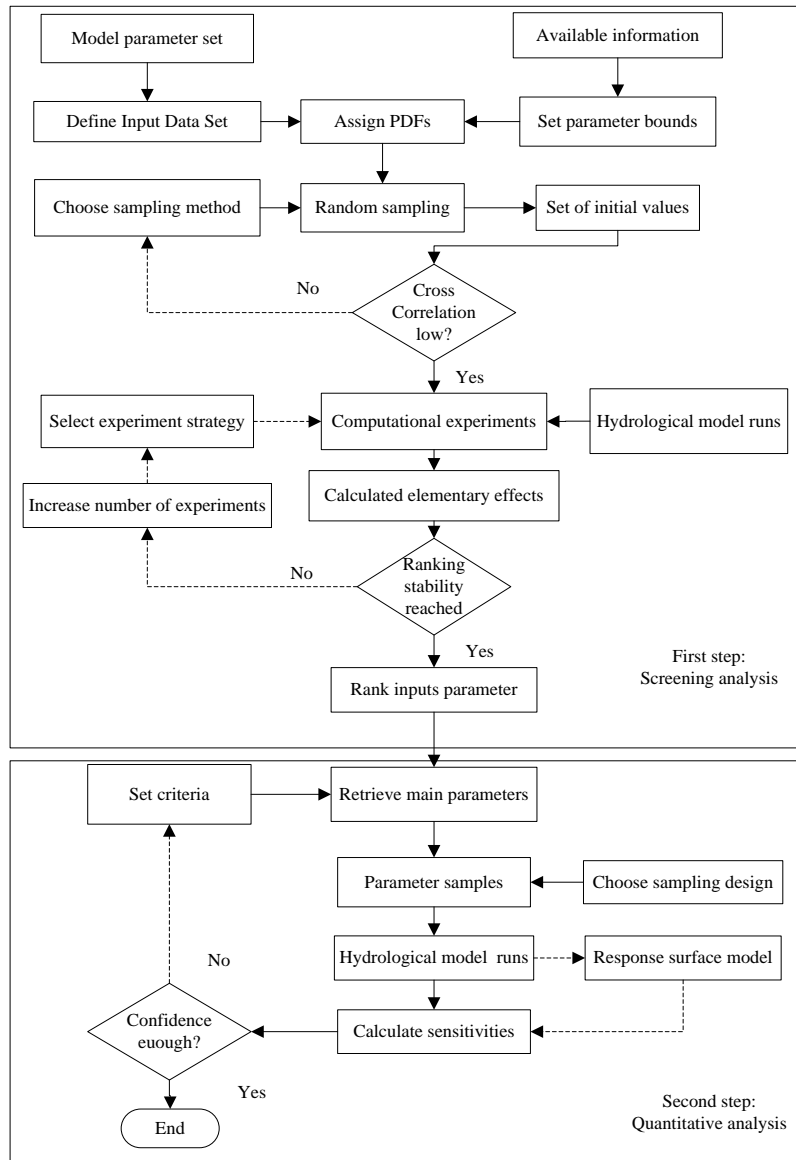 Model parameter set
Available information
Define Input Data Set
Assign PDFs
Set parameter bounds
Choose sampling method
Random sampling
Set of initial values
No
Cross
Correlation
low?
Yes
Select experiment strategy
Computational experiments
Hydrological model runs
Increase number of experiments
Calculated elementary effects
No
Ranking
stability
reached
Yes
Rank inputs parameter
First step:
Screening analysis
Set criteria
Retrieve main parameters
Parameter samples
Choose sampling design
No
Hydrological model  runs
Response surface model
Confidence
euough?
Calculate sensitivities
Yes
End
Second step:
Quantitative analysis